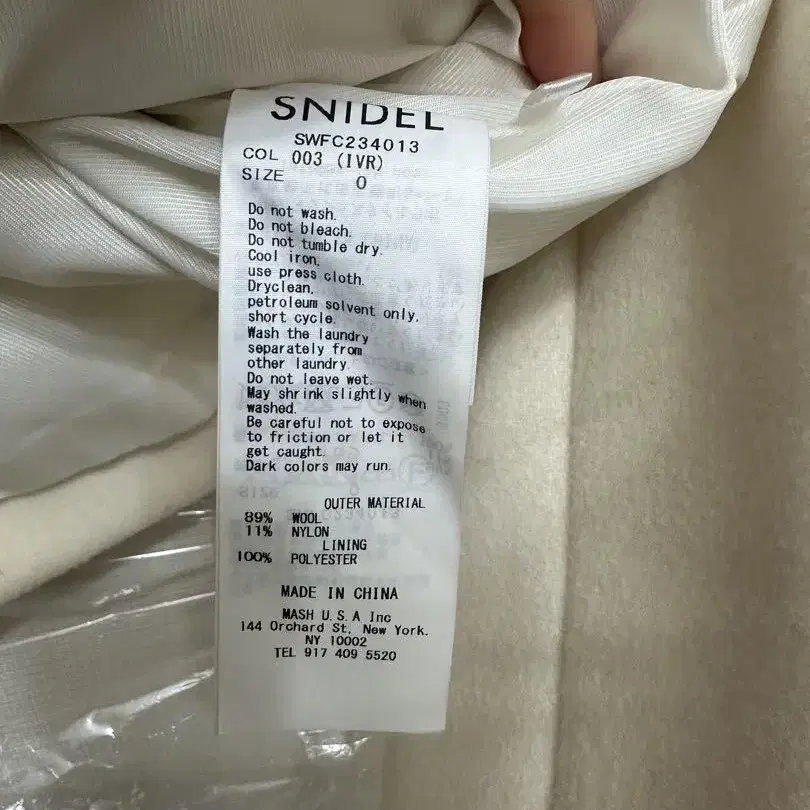 SNIDEL
SWFC234013
COL 003 (IVR)
SIZE 0
Do not wash.
Do not bleach.
Do not tumble dry.
Cool iron,
use press cloth.
Dryclean,
petroleum solvent only,
short cycle.
Wash the laundry
separately from
other laundry.
Do not leave wet.
May shrink slightly when
washed.
Be careful not to expose
to friction or let it
get caught.
Dark colors may run.
OUTER MATERIAL
89% WOOL
11% NYLON
LINING
100% POLYESTER
MADE IN CHINA
MASH U.S.A Inc
144 Orchard St, New York.
NY 10002
TEL 917 409 5520